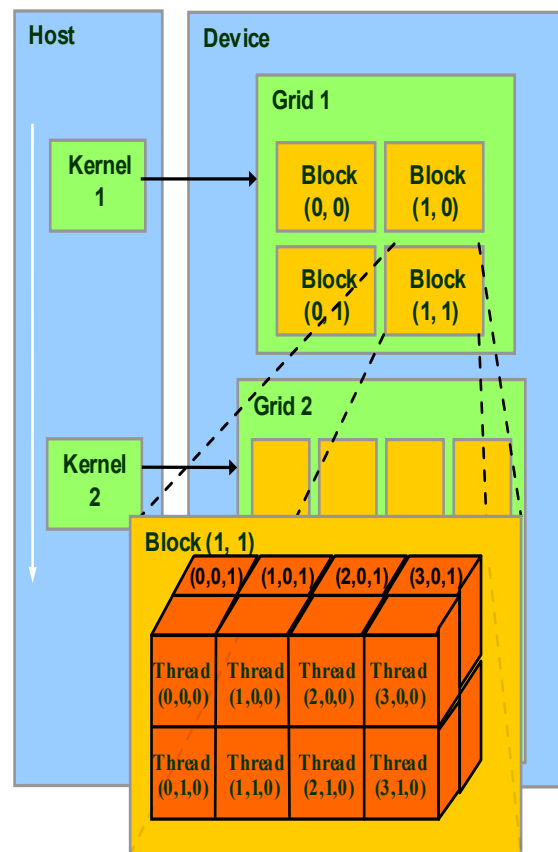 Host
Device
Grid 1
Kernel
1
Block
(0, 0)
Block
(1, 0)
Block
(0, 1)
Block
(1, 1)
Grid 2
Kernel
2
Block (1, 1)
(0,0,1) (1,0,1) (2,0,1) (3,0,1)
Thread
(0,0,0)
Thread
(1,0,0)
Thread
(2,0,0)
Thread
(3,0,0)
Thread
(0,1,0)
Thread
(1,1,0)
Thread
(2,1,0)
Thread
(3,1,0)